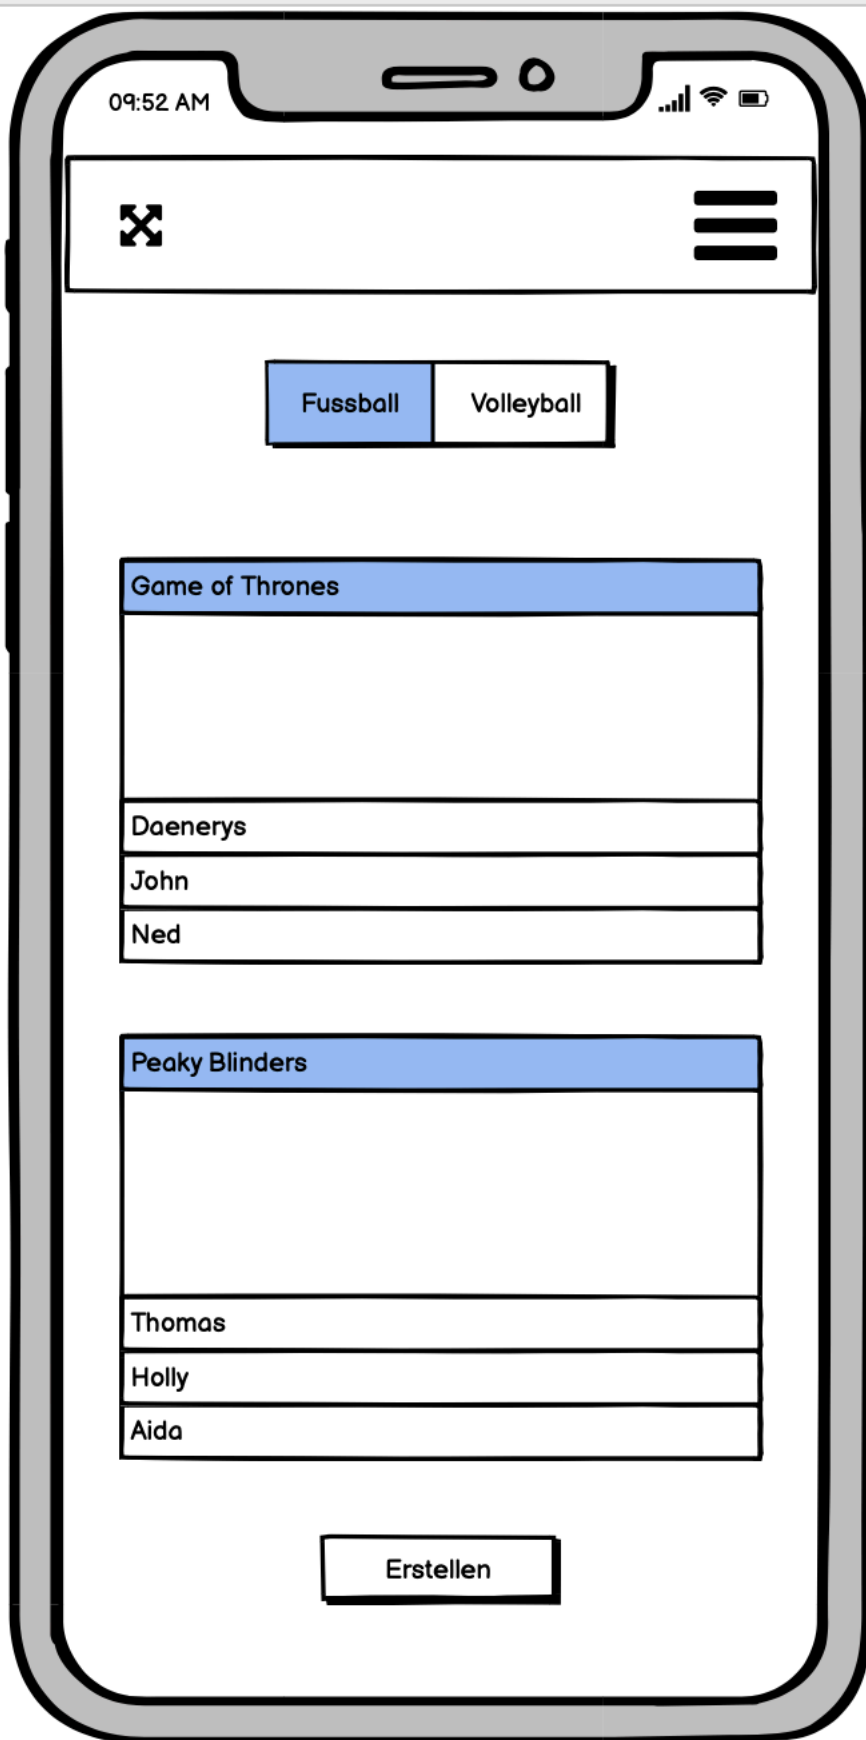 09:52 AM
Fussball Volleyball
Game of Thrones
Daenerys
John
Ned
Peaky Blinders
Thomas
Holly
Aida
Erstellen